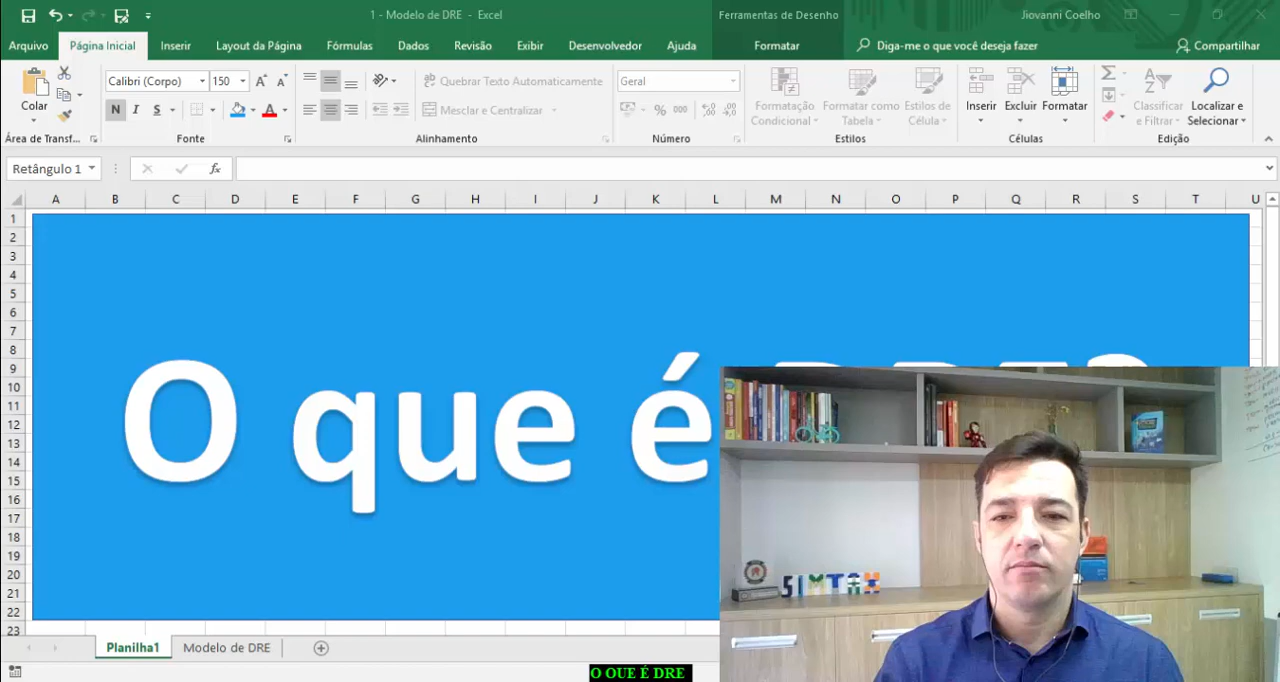 1 - Modelo de DRE - Excel
Ferramentas de Desenho
Jiovanni Coelho
Arquivo
Página Inicial
Inserir
Layout da Página
Fórmulas
Dados
Revisão
Exibir
Desenvolvedor
Ajuda
Formatar
Diga-me o que você deseja fazer
Compartilhar
Colar
Área de Transf...
Calibri (Corpo)
150
N I S
Fonte
Quebrar Texto Automaticamente
Mesclar e Centralizar
Alinhamento
Geral
% 000
Número
Formatação
Condicional
Formatar como
Tabela
Estilos de
Célula
Estilos
Inserir
Excluir
Formatar
Células
Classificar
e Filtrar
Localizar e
Selecionar
Edição
Retângulo 1
fx
A B C D E F G H I J K L M N O P Q R S T U
1
2
3
4
5
6
7
8
9
10
11
12
13
14
15
16
17
18
19
20
21
22
23
O que é
SIMTAX
Planilha1
Modelo de DRE
O QUE É DRE